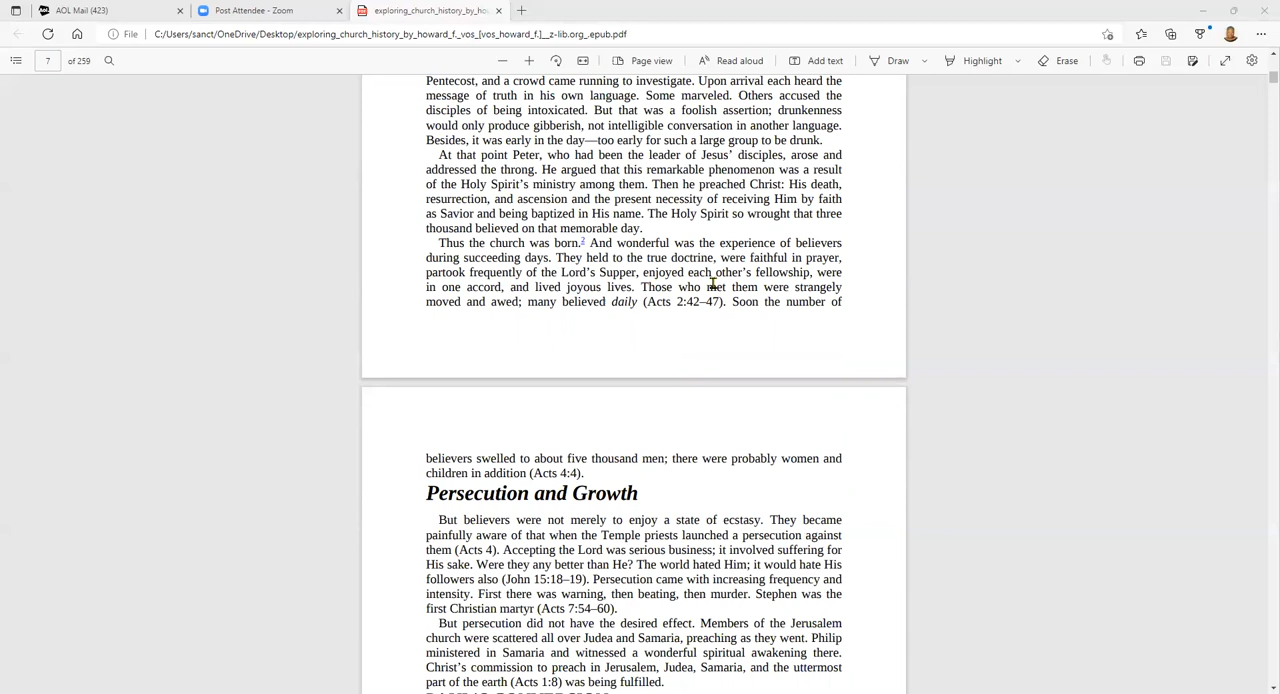 AOL Mail (423)
Post Attendee - Zoom
exploring_church_history_by_ho
File
C:/Users/sanct/OneDrive/Desktop/exploring_church_history_by_howard_f._vos_[vos_howard_f.]__z-lib.org_.epub.pdf
7 of 259
Page view
Read aloud
Add text
Draw
Highlight
Erase
Pentecost, and a crowd came running to investigate. Upon arrival each heard the
message of truth in his own language. Some marveled. Others accused the
disciples of being intoxicated. But that was a foolish assertion; drunkenness
would only produce gibberish, not intelligible conversation in another language.
Besides, it was early in the day—too early for such a large group to be drunk.
At that point Peter, who had been the leader of Jesus’ disciples, arose and
addressed the throng. He argued that this remarkable phenomenon was a result
of the Holy Spirit’s ministry among them. Then he preached Christ: His death,
resurrection, and ascension and the present necessity of receiving Him by faith
as Savior and being baptized in His name. The Holy Spirit so wrought that three
thousand believed on that memorable day.
Thus the church was born.2 And wonderful was the experience of believers
during succeeding days. They held to the true doctrine, were faithful in prayer,
partook frequently of the Lord’s Supper, enjoyed each other’s fellowship, were
in one accord, and lived joyous lives. Those who met them were strangely
moved and awed; many believed daily (Acts 2:42–47). Soon the number of
believers swelled to about five thousand men; there were probably women and
children in addition (Acts 4:4).
Persecution and Growth
But believers were not merely to enjoy a state of ecstasy. They became
painfully aware of that when the Temple priests launched a persecution against
them (Acts 4). Accepting the Lord was serious business; it involved suffering for
His sake. Were they any better than He? The world hated Him; it would hate His
followers also (John 15:18–19). Persecution came with increasing frequency and
intensity. First there was warning, then beating, then murder. Stephen was the
first Christian martyr (Acts 7:54–60).
But persecution did not have the desired effect. Members of the Jerusalem
church were scattered all over Judea and Samaria, preaching as they went. Philip
ministered in Samaria and witnessed a wonderful spiritual awakening there.
Christ’s commission to preach in Jerusalem, Judea, Samaria, and the uttermost
part of the earth (Acts 1:8) was being fulfilled.